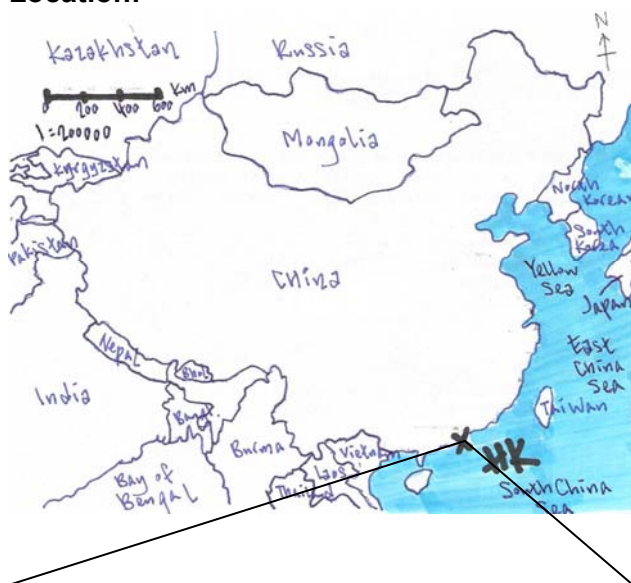 Location:
N
Kazakhstan
Russia
Km
0 200 400 600
1=200000
Mongolia
Kyrgyzstan
North
Korea
South
Korea
Pakistan
China
Yellow
Sea
Japan
Nepal
East
China
Sea
India
Taiwan
Burma
Vietnam
HK
Laos
Bay of
Bengal
South China
Sea